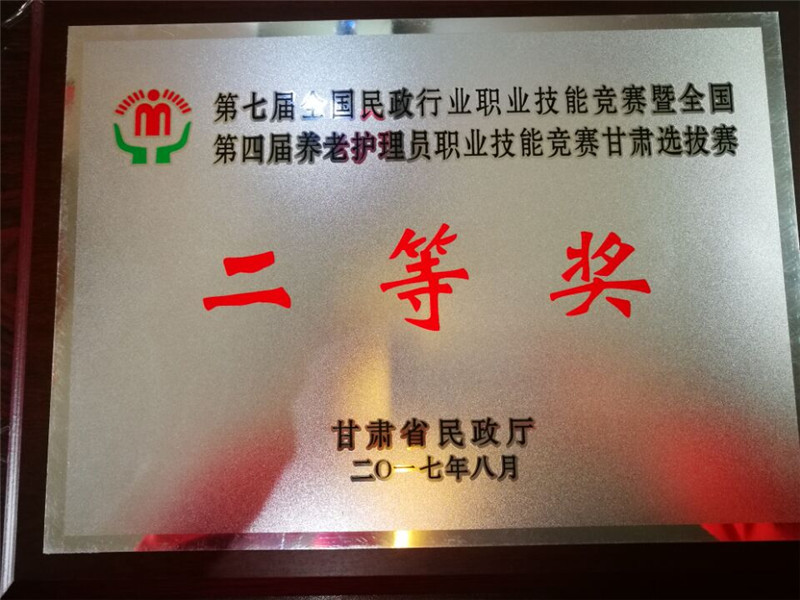 第七届全国民政行业职业技能竞赛暨全国
第四届养老护理员职业技能竞赛甘肃选拔赛
二等奖
甘肃省民政厅
二〇一七年八月